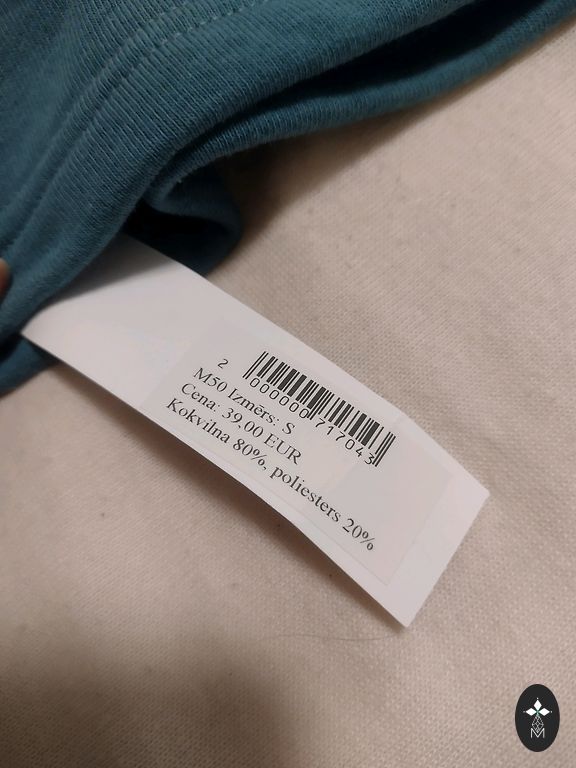 2 000000 717043
M50 Izmērs: S
Cena: 39,00 EUR
Kokvilna 80%, poliesters 20%
M